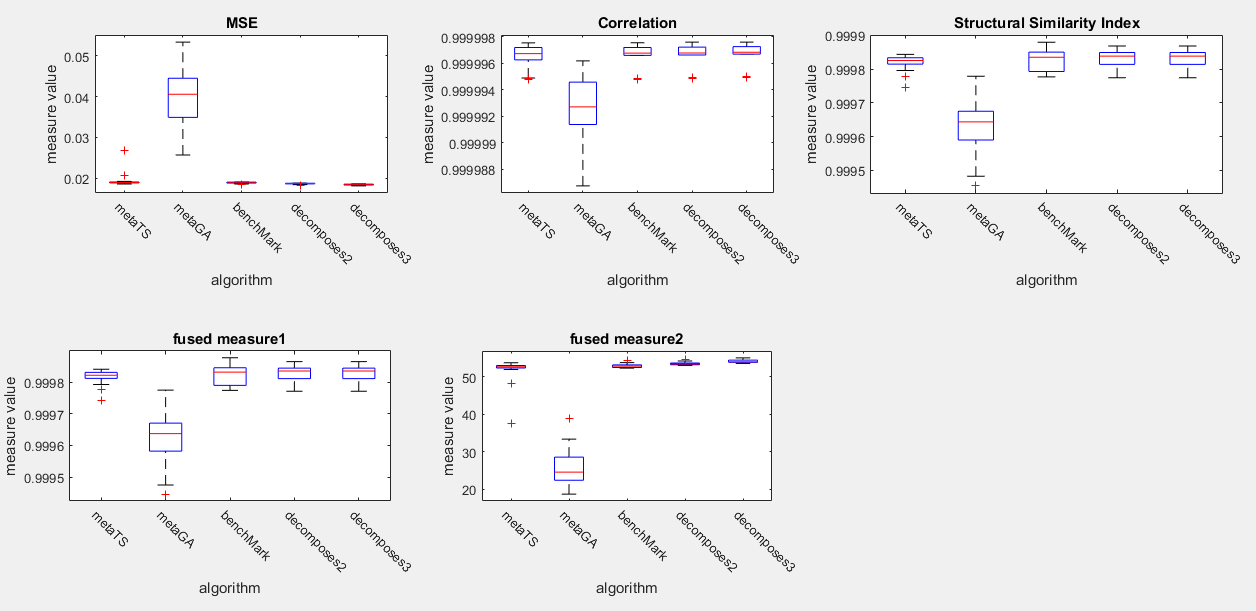 MSE
0.05
0.04
0.03
0.02
measure value
metaTS
metaGA
benchMark
decomposes2
decomposes3
algorithm
Correlation
0.999998
0.999996
0.999994
0.999992
0.99999
0.999988
measure value
metaTS
metaGA
benchMark
decomposes2
decomposes3
algorithm
Structural Similarity Index
0.9999
0.9998
0.9997
0.9996
0.9995
measure value
metaTS
metaGA
benchMark
decomposes2
decomposes3
algorithm
fused measure1
0.9998
0.9997
0.9996
0.9995
measure value
metaTS
metaGA
benchMark
decomposes2
decomposes3
algorithm
fused measure2
50
40
30
20
measure value
metaTS
metaGA
benchMark
decomposes2
decomposes3
algorithm